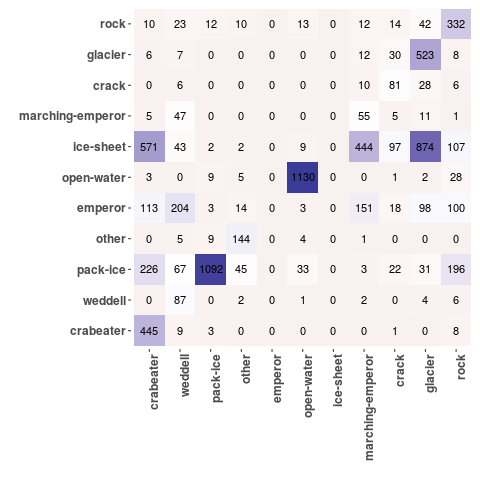 rock 10 23 12 10 0 13 0 12 14 42 332
glacier 6 7 0 0 0 0 0 12 30 523 8
crack 0 6 0 0 0 0 0 10 81 28 6
marching-emperor 5 47 0 0 0 0 0 55 5 11 1
ice-sheet 571 43 2 2 0 9 0 444 97 874 107
open-water 3 0 9 5 0 1130 0 0 1 2 28
emperor 113 204 3 14 0 3 0 151 18 98 100
other 0 5 9 144 0 4 0 1 0 0 0
pack-ice 226 67 1092 45 0 33 0 3 22 31 196
weddell 0 87 0 2 0 1 0 2 0 4 6
crabeater 445 9 3 0 0 0 0 0 1 0 8
crabeater
weddell
pack-ice
other
emperor
open-water
ice-sheet
marching-emperor
crack
glacier
rock